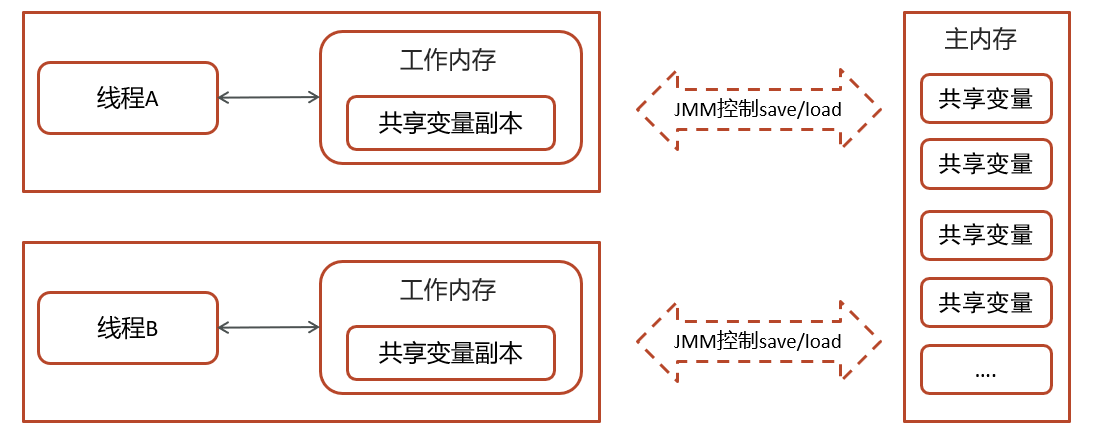 线程A
工作内存
共享变量副本
JMM控制save/load
线程B
工作内存
共享变量副本
JMM控制save/load
主内存
共享变量
共享变量
共享变量
共享变量
....